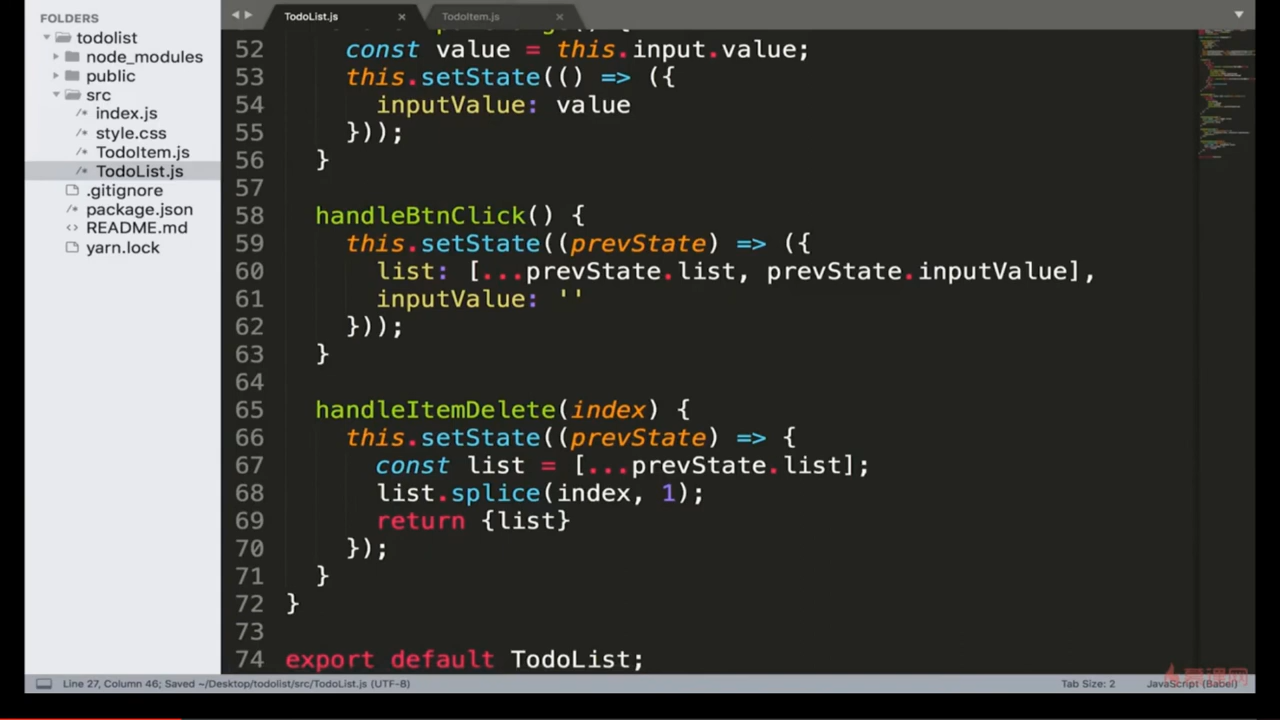 FOLDERS
todolist
node_modules
public
src
index.js
style.css
TodoItem.js
TodoList.js
.gitignore
package.json
README.md
yarn.lock
TodoList.js
TodoItem.js
52 const value = this.input.value;
53 this.setState(() => ({
54 inputValue: value
55 }));
56 }
57
58 handleBtnClick() {
59 this.setState((prevState) => ({
60 list: [...prevState.list, prevState.inputValue],
61 inputValue: ''
62 }));
63 }
64
65 handleItemDelete(index) {
66 this.setState((prevState) => {
67 const list = [...prevState.list];
68 list.splice(index, 1);
69 return {list}
70 });
71 }
72 }
73
74 export default TodoList;
Line 27, Column 46; Saved ~/Desktop/todolist/src/TodoList.js (UTF-8)
Tab Size: 2
JavaScript (Babel)
慕课网